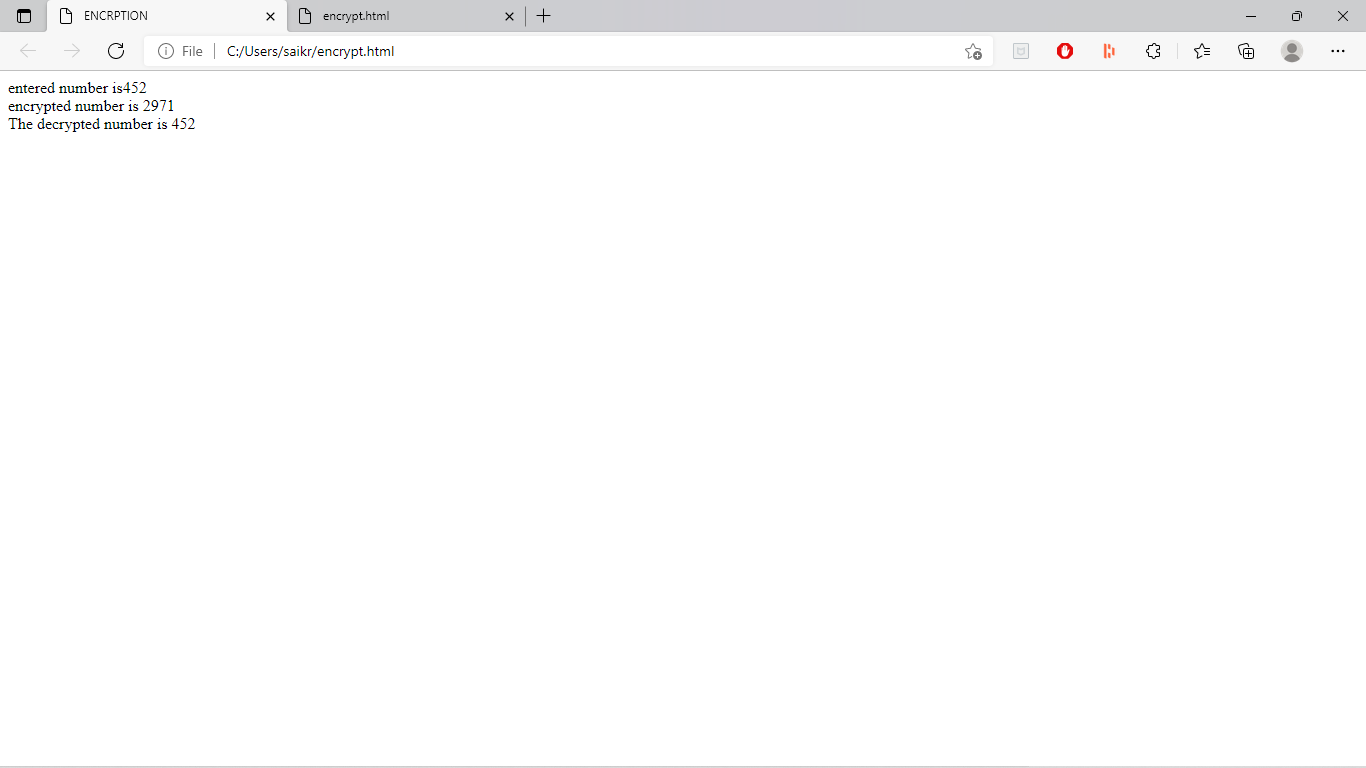 ENCRPTION
encrypt.html
File
C:/Users/saikr/encrypt.html
entered number is452
encrypted number is 2971
The decrypted number is 452